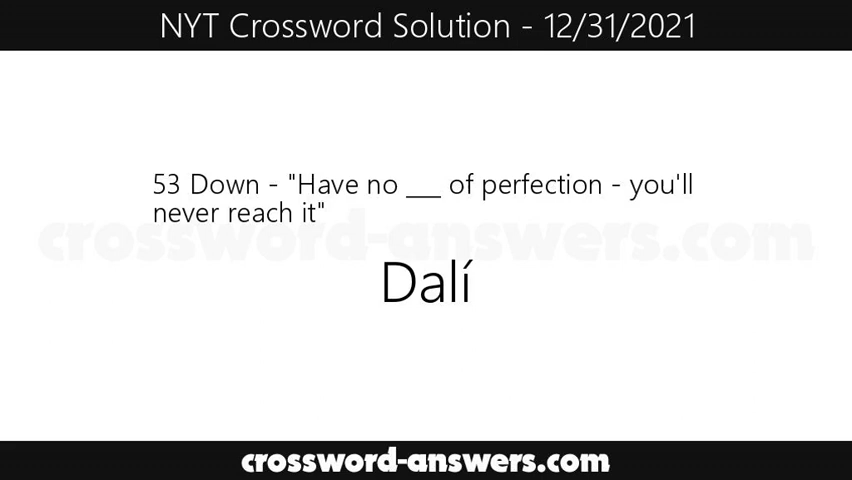 NYT Crossword Solution - 12/31/2021
53 Down - "Have no ___ of perfection - you'll
never reach it"
crossword-answers.com
Dalí
crossword-answers.com